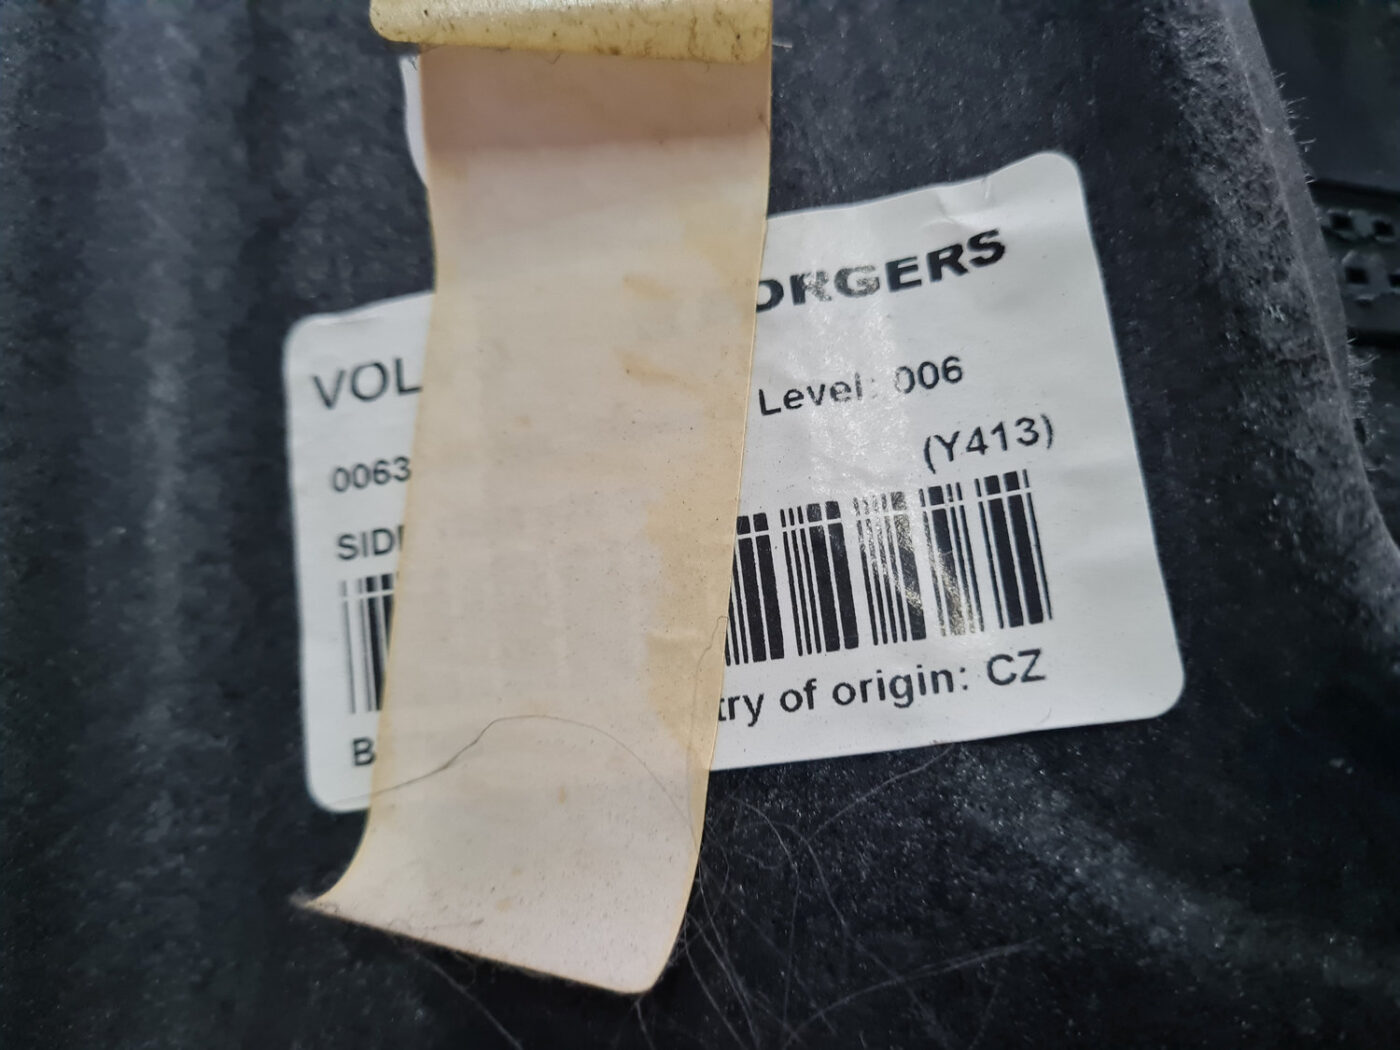 ORGERS
VOL
Level: 006
(Y413)
0063
SID
try of origin: CZ
B